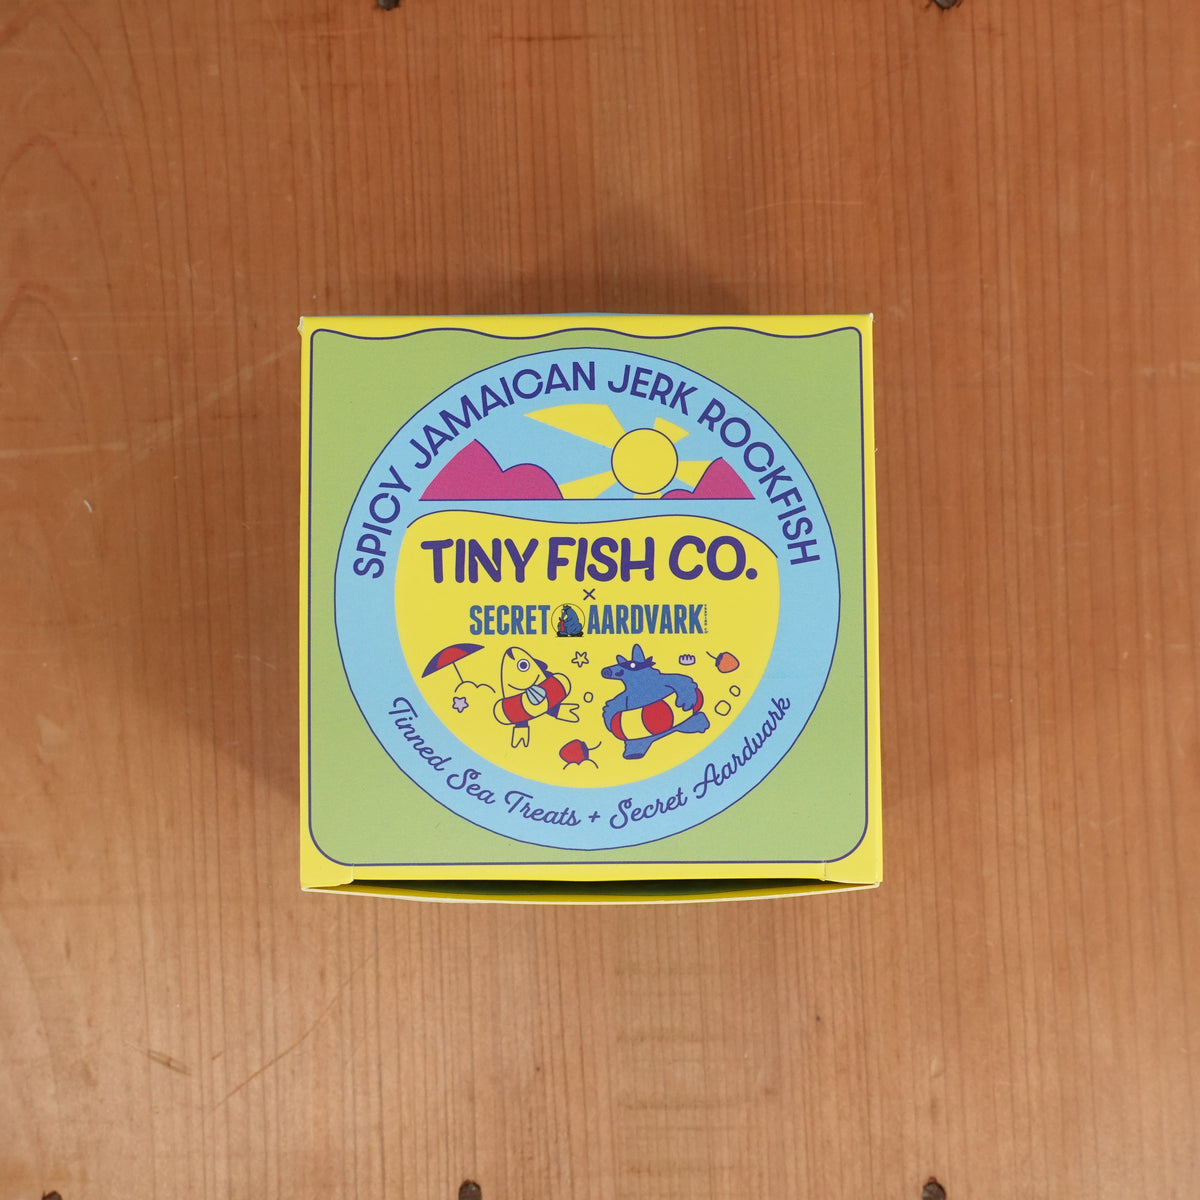 SPICY JAMAICAN JERK ROCKFISH
TINY FISH CO.
×
SECRET AARDVARK
Tinned Sea Treats + Secret Aardvark